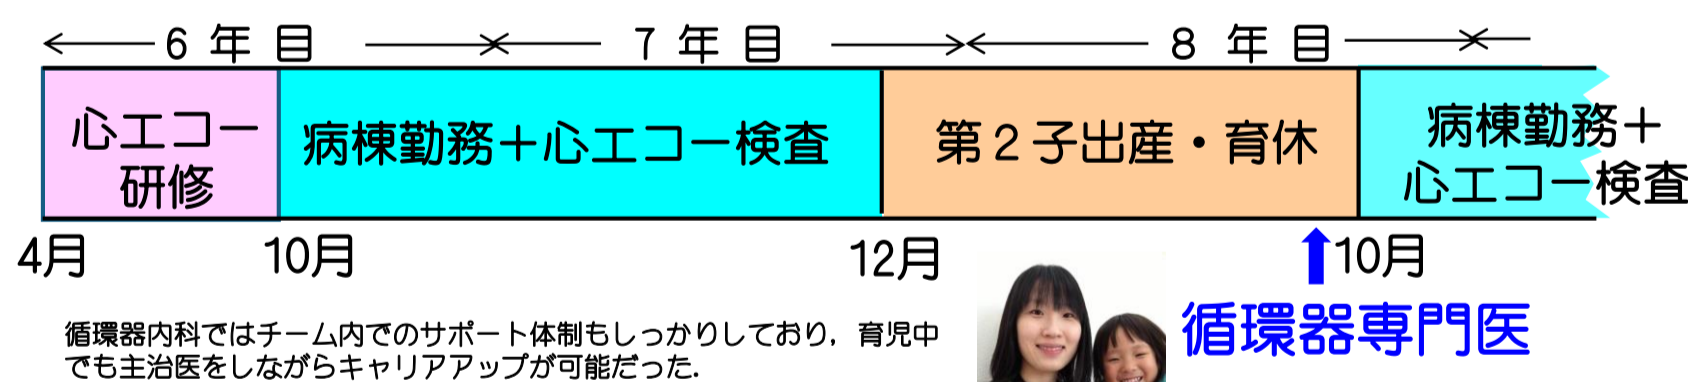 6 年 目 7 年 目 8 年 目
心エコー
研修
病棟勤務＋心エコー検査
第２子出産・育休
病棟勤務＋
心エコー検査
4月 10月 12月 10月
循環器専門医
循環器内科ではチーム内でのサポート体制もしっかりしており，育児中
でも主治医をしながらキャリアアップが可能だった．